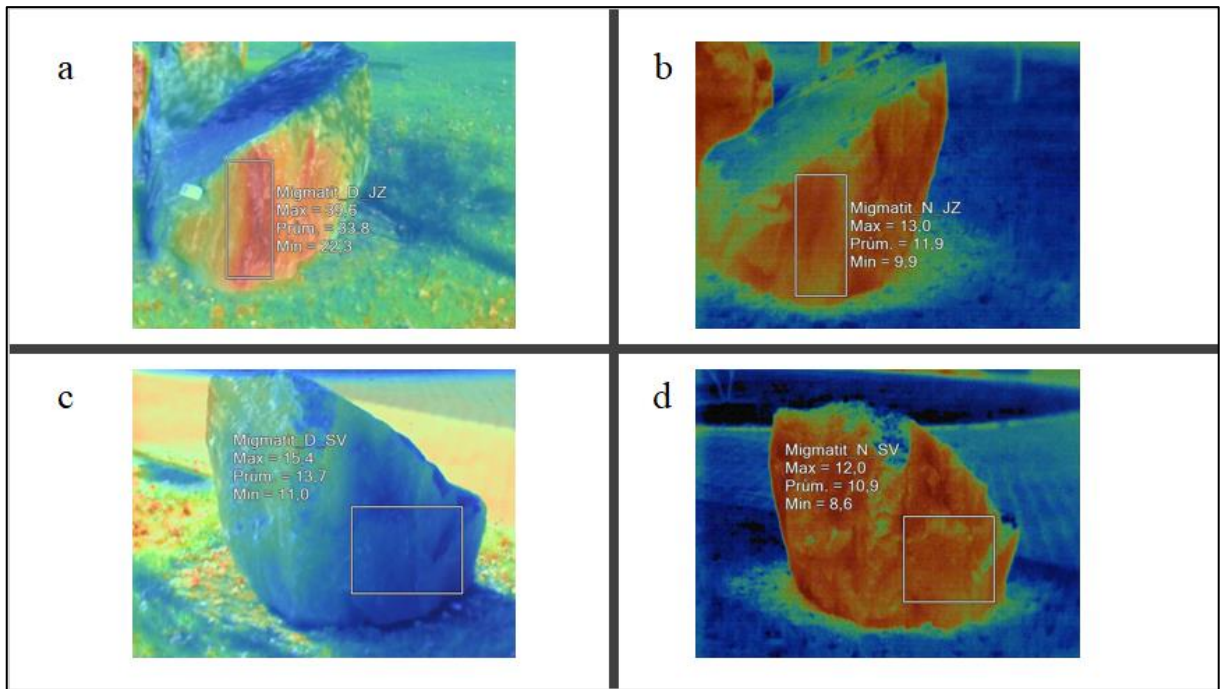 a
Migmatit_D_JZ
Max = 39,6
Prům. = 33,8
Min = 22,3
b
Migmatit_N_JZ
Max = 13,0
Prům. = 11,9
Min = 9,9
c
Migmatit_D_SV
Max = 15,4
Prům. = 13,7
Min = 11,0
d
Migmatit_N_SV
Max = 12,0
Prům. = 10,9
Min = 8,6